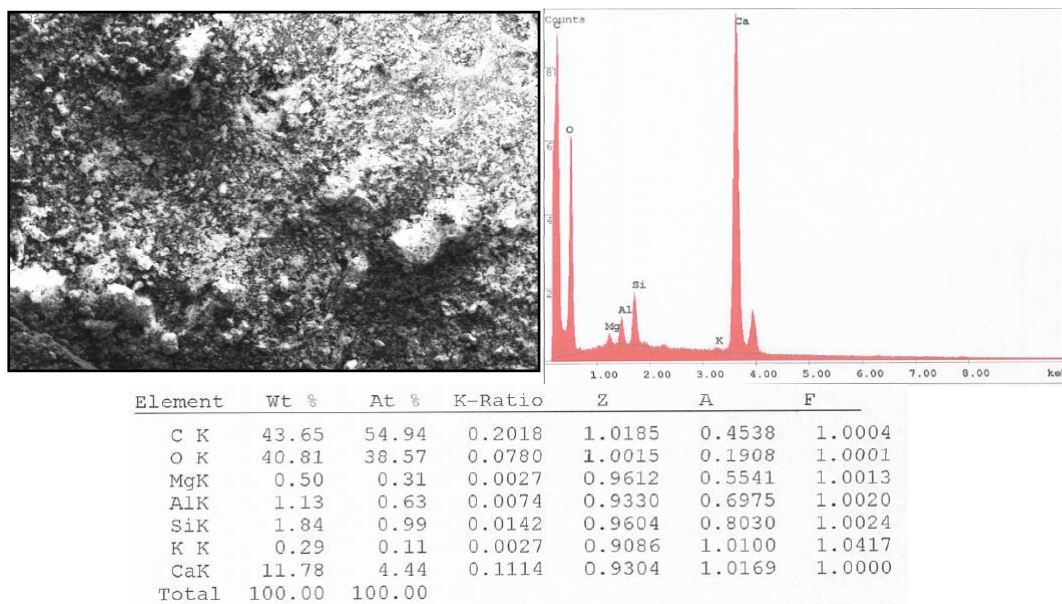 Counts
C
Ca
8
O
6
4
Si
2
Al
Mg
K
1.00 2.00 3.00 4.00 5.00 6.00 7.00 8.00 9.00 ke
Element Wt % At % K-Ratio Z A F
C K 43.65 54.94 0.2018 1.0185 0.4538 1.0004
O K 40.81 38.57 0.0780 1.0015 0.1908 1.0001
MgK 0.50 0.31 0.0027 0.9612 0.5541 1.0013
AlK 1.13 0.63 0.0074 0.9330 0.6975 1.0020
SiK 1.84 0.99 0.0142 0.9604 0.8030 1.0024
K K 0.29 0.11 0.0027 0.9086 1.0100 1.0417
CaK 11.78 4.44 0.1114 0.9304 1.0169 1.0000
Total 100.00 100.00